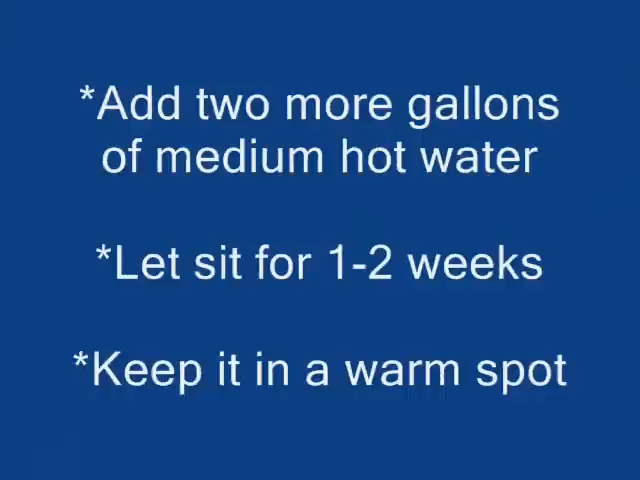 *Add two more gallons
of medium hot water
*Let sit for 1-2 weeks
*Keep it in a warm spot